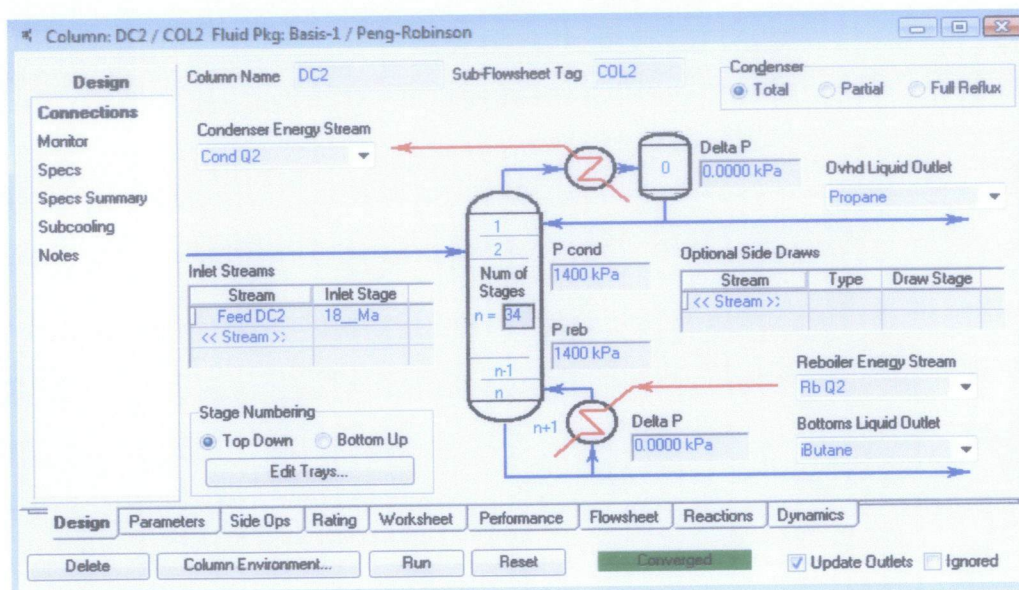 Column: DC2 / COL2 Fluid Pkg: Basis-1 / Peng-Robinson
Design
Connections
Monitor
Specs
Specs Summary
Subcooling
Notes
Column Name DC2 Sub-Flowsheet Tag COL2
Condenser
Total Partial Full Reflux
Condenser Energy Stream
Cond Q2
0
Delta P
0.0000 kPa
Ovhd Liquid Outlet
Propane
1
2
Num of
Stages
n = 34
n-1
n
n+1
P cond
1400 kPa
P reb
1400 kPa
Inlet Streams
Stream Inlet Stage
Feed DC2 18__Ma
<< Stream >>
Optional Side Draws
Stream Type Draw Stage
<< Stream >>
Stage Numbering
Top Down Bottom Up
Edit Trays...
Delta P
0.0000 kPa
Reboiler Energy Stream
Rb Q2
Bottoms Liquid Outlet
iButane
Design Parameters Side Ops Rating Worksheet Performance Flowsheet Reactions Dynamics
Delete Column Environment... Run Reset Converged Update Outlets Ignored